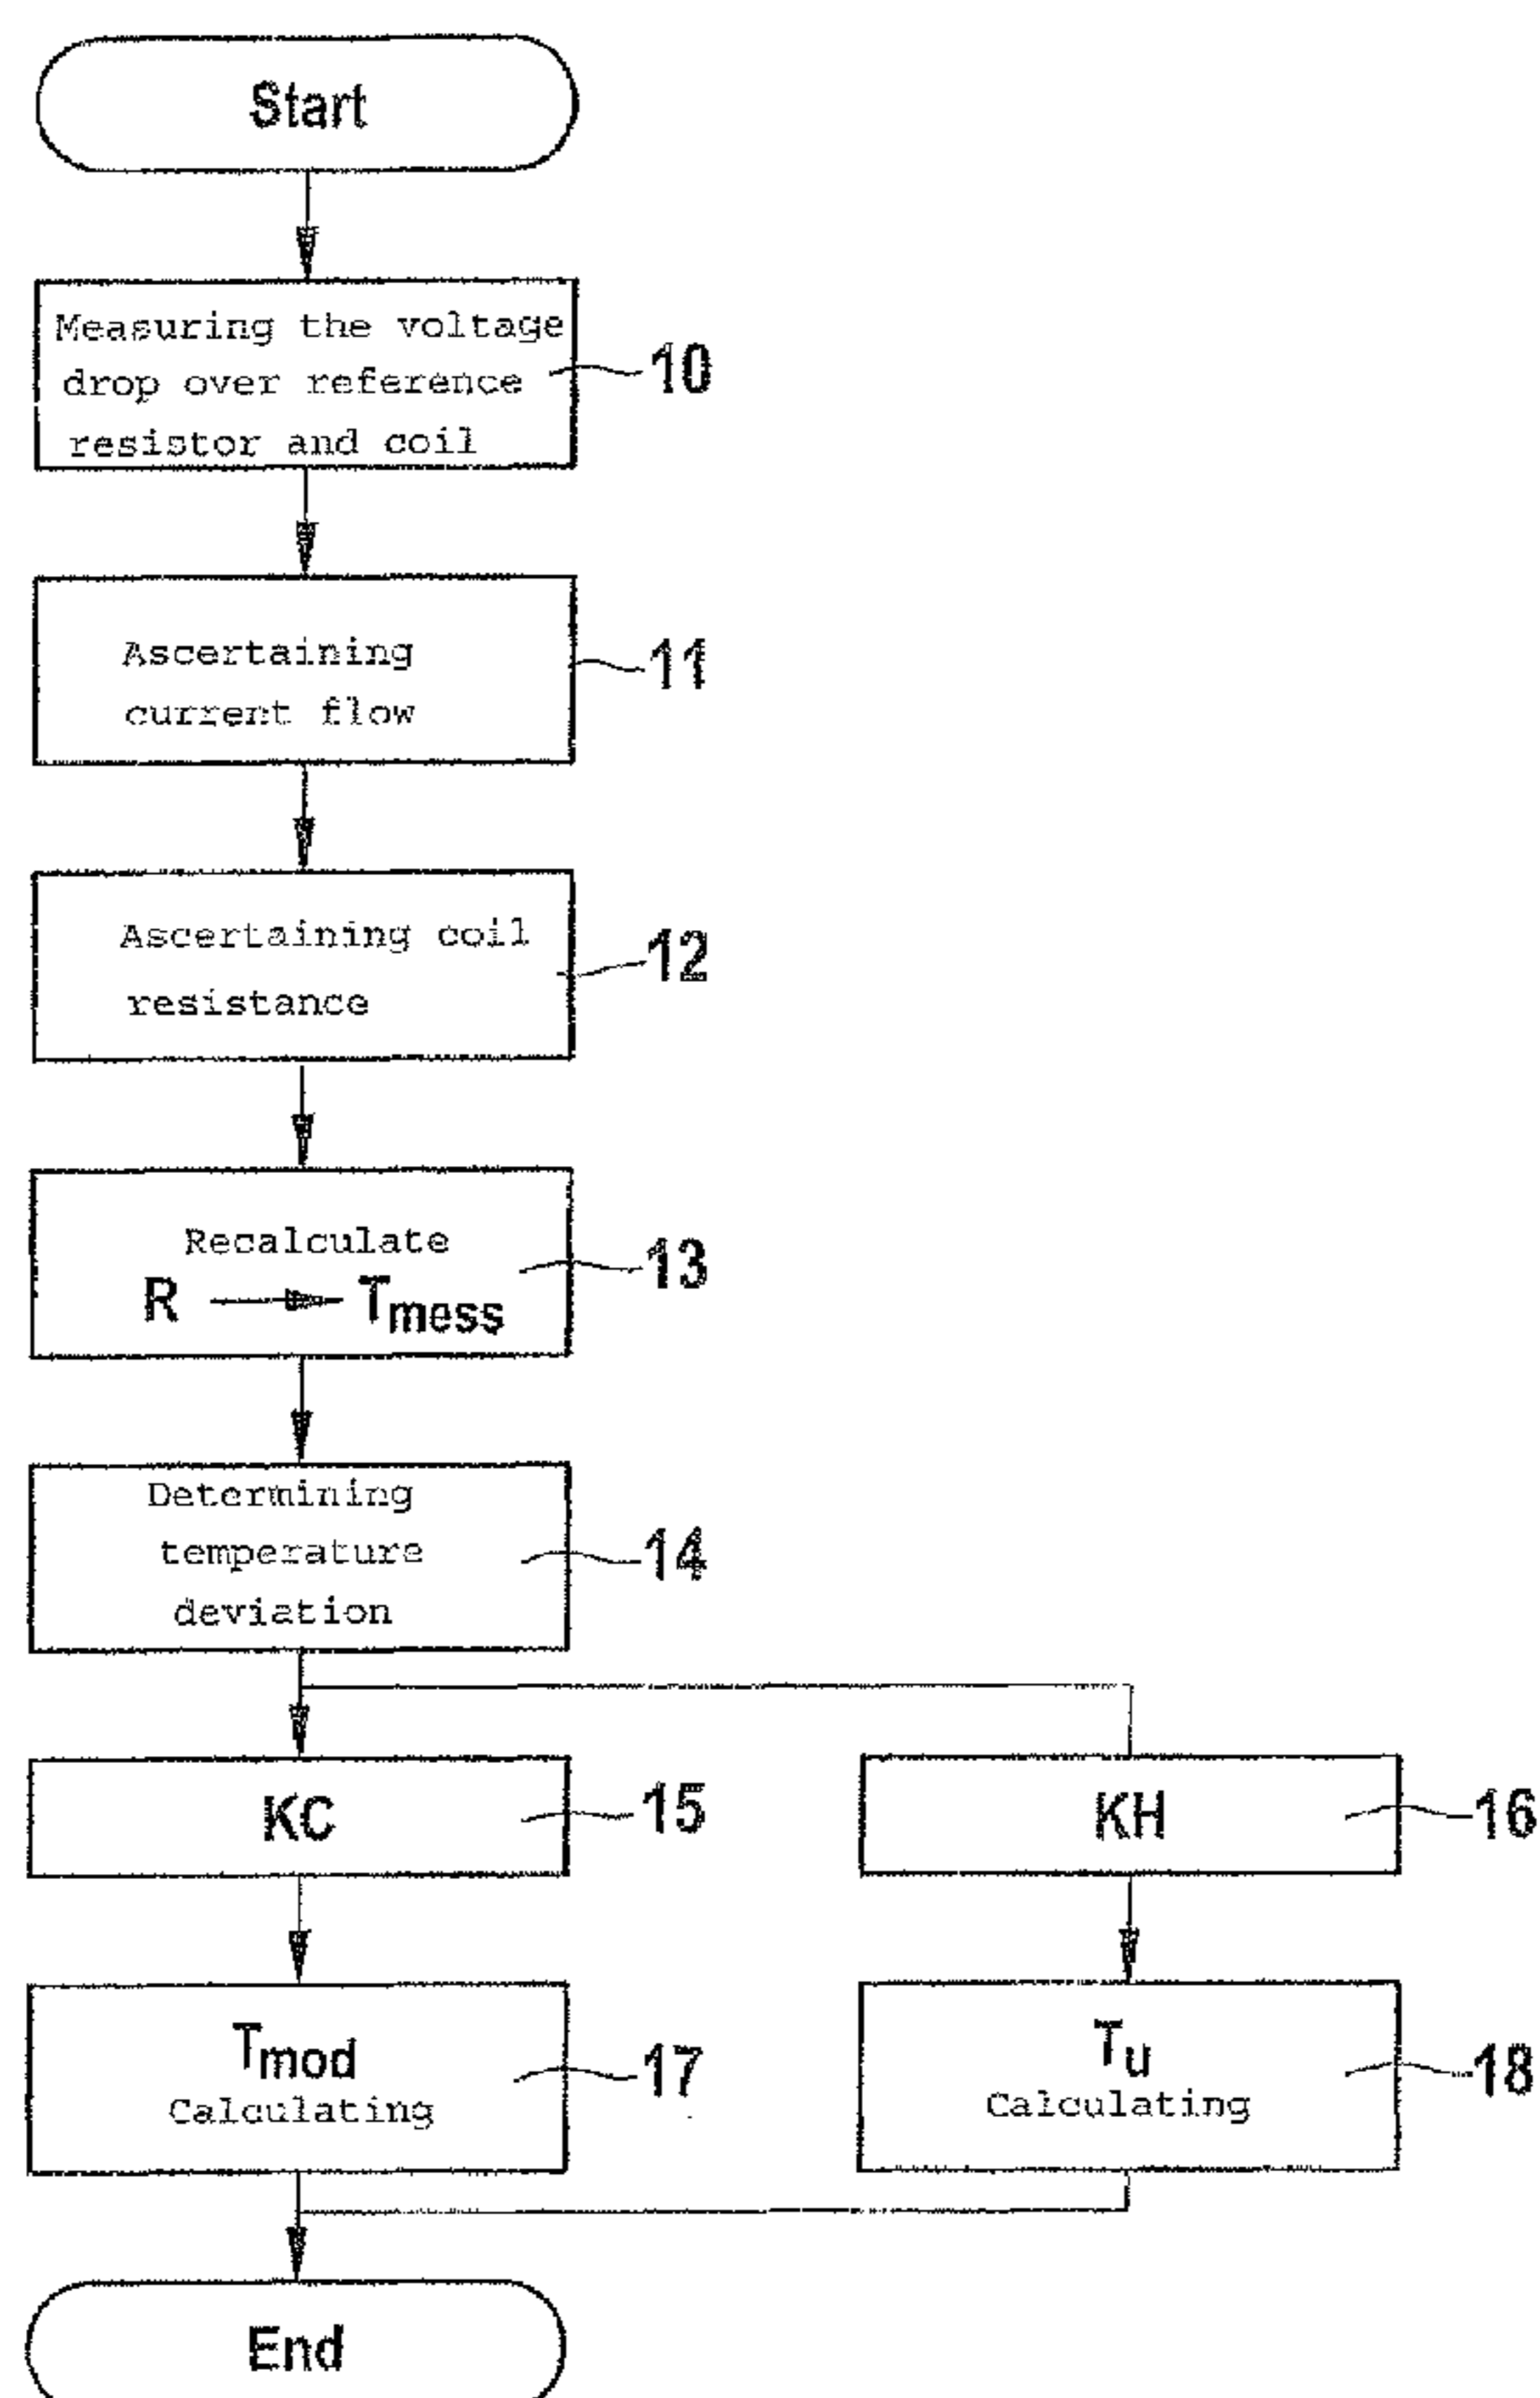 Start
Measuring the voltage
drop over reference
resistor and coil
10
Ascertaining
current flow
11
Ascertaining coil
resistance
12
Recalculate
R → Tmess
13
Determining
temperature
deviation
14
KC
15
KH
16
Tmod
Calculating
17
Tu
Calculating
18
End